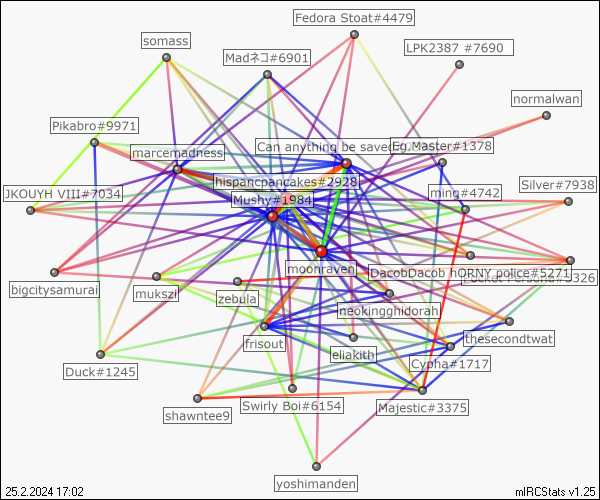 Fedora Stoat#4479
somass
LPK2387 #7690
Madネコ#6901
normalwan
Pikabro#9971
marcemadness
Can anything be saved
Eg.Master#1378
hispancpancakes#2928
Silver#7938
JKOUYH VIII#7034
Mushy#1984
ming#4742
moonraven
DacobDacob hORNY police#5271
bigcitysamurai
mukszi
zebula
neokingghidorah
frisout
thesecondtwat
eliakith
Cypha#1717
Duck#1245
shawntee9
Swirly Boi#6154
Majestic#3375
yoshimanden
25.2.2024 17:02
mIRCStats v1.25